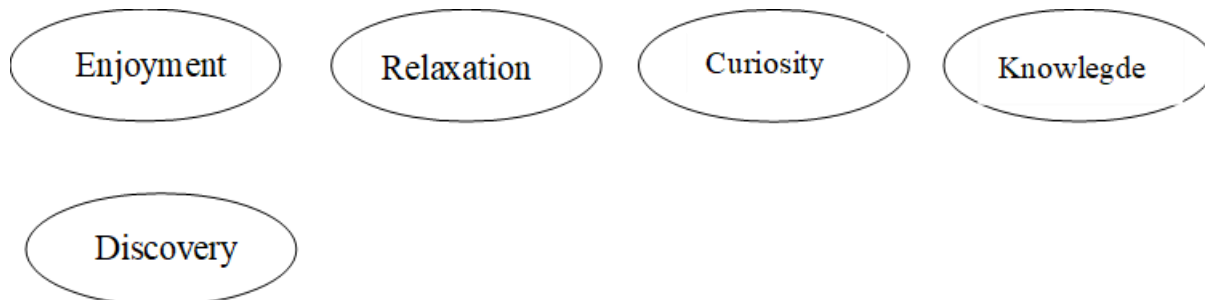 Enjoyment
Relaxation
Curiosity
Knowlegde
Discovery